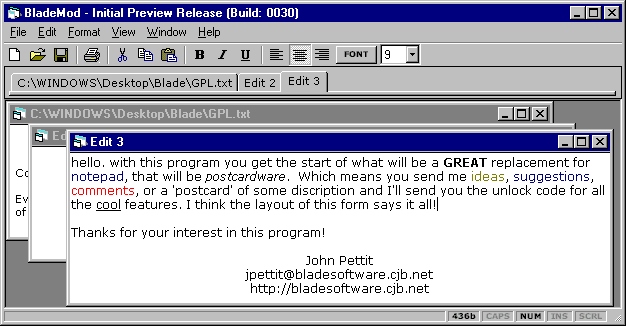 BladeMod - Initial Preview Release (Build: 0030)
File Edit Format View Window Help
B I U FONT 9
C:\WINDOWS\Desktop\Blade\GPL.txt Edit 2 Edit 3
C:\WINDOWS\Desktop\Blade\GPL.txt
Ed
Edit 3
Co
Ev
of
hello. with this program you get the start of what will be a GREAT replacement for
notepad, that will be postcardware. Which means you send me ideas, suggestions,
comments, or a 'postcard' of some discription and I'll send you the unlock code for all
the cool features. I think the layout of this form says it all!
Thanks for your interest in this program!
John Pettit
jpettit@bladesoftware.cjb.net
http://bladesoftware.cjb.net
436b CAPS NUM INS SCRL